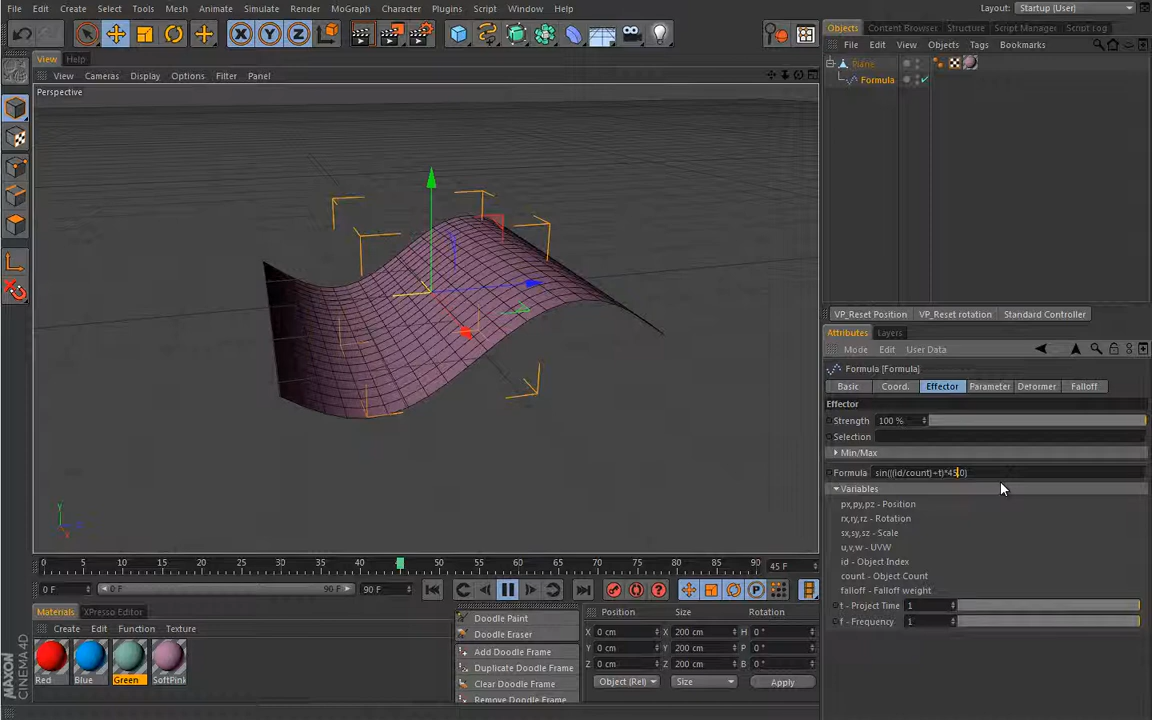 File Edit Create Select Tools Mesh Animate Simulate Render MoGraph Character Plugins Script Window Help Layout: Startup (User)
X Y Z
Objects Content Browser Structure Script Manager Script Log
File Edit View Objects Tags Bookmarks
View Help
View Cameras Display Options Filter Panel
Perspective
Plane
Formula
VP_Reset Position VP_Reset rotation Standard Controller
Attributes Layers
Mode Edit User Data
Formula [Formula]
Basic Coord. Effector Parameter Deformer Falloff
Effector
Strength 100 %
Selection
Min/Max
Formula sin(((id/count)+t)*45.0)
Variables
px,py,pz - Position
rx,ry,rz - Rotation
sx,sy,sz - Scale
u,v,w - UVW
id - Object Index
count - Object Count
falloff - Falloff weight
t - Project Time 1
f - Frequency 1
Y
X
Z
0 5 10 15 20 25 30 35 40 45 50 55 60 65 70 75 80 85 90 45 F
0 F 0 F 90 F 90 F
P
Materials XPresso Editor
Create Edit Function Texture
Red Blue Green SoftPink
Doodle Paint
Doodle Eraser
Add Doodle Frame
Duplicate Doodle Frame
Clear Doodle Frame
Remove Doodle Frame
Position Size Rotation
X 0 cm X 200 cm H 0 °
Y 0 cm Y 200 cm P 0 °
Z 0 cm Z 200 cm B 0 °
Object (Rel) Size Apply
MAXON
CINEMA 4D